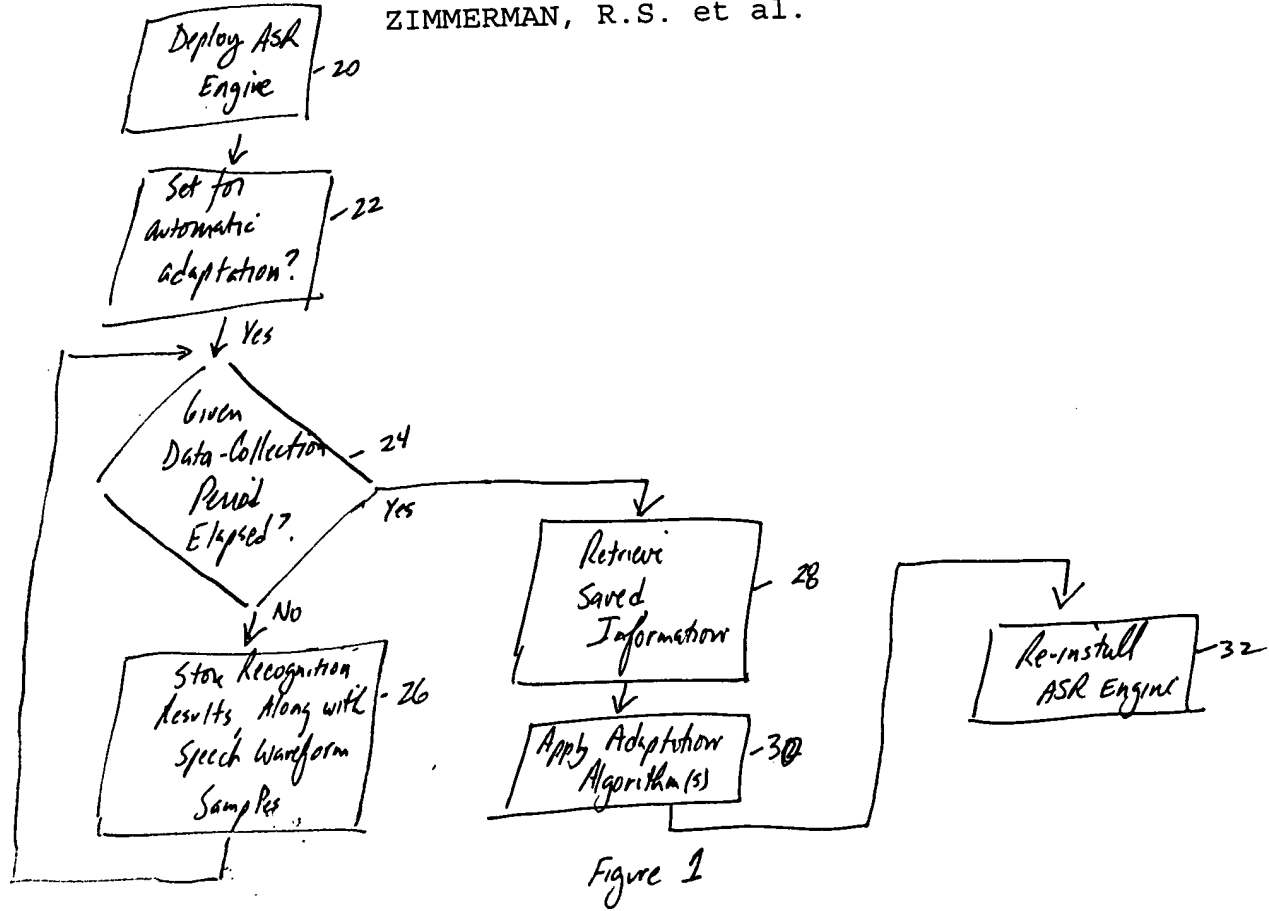 ZIMMERMAN, R.S. et al.
Deploy ASR
Engine
20
Set for
automatic
adaptation?
22
Yes
Given
Data-Collection
Period
Elapsed?
24
Yes
No
Store Recognition
Results, Along with
Speech Waveform
Samples
26
Retrieve
Saved
Information
28
Apply Adaptation
Algorithm(s)
30
Re-install
ASR Engine
32
Figure 1